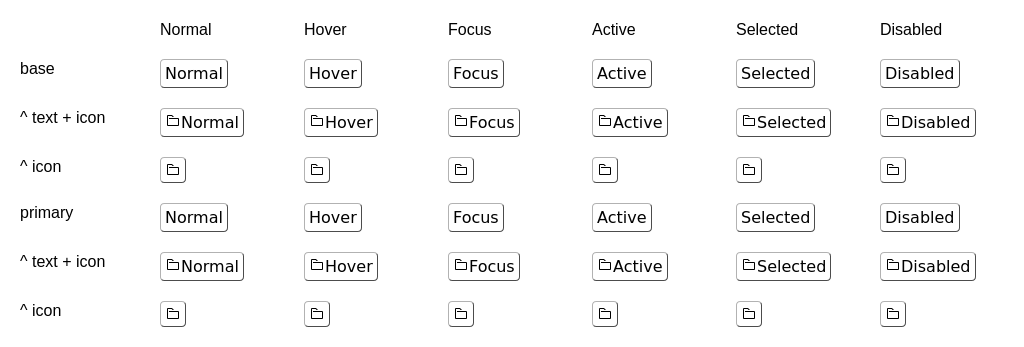 Normal Hover Focus Active Selected Disabled
base Normal Hover Focus Active Selected Disabled
^ text + icon Normal Hover Focus Active Selected Disabled
^ icon
primary Normal Hover Focus Active Selected Disabled
^ text + icon Normal Hover Focus Active Selected Disabled
^ icon